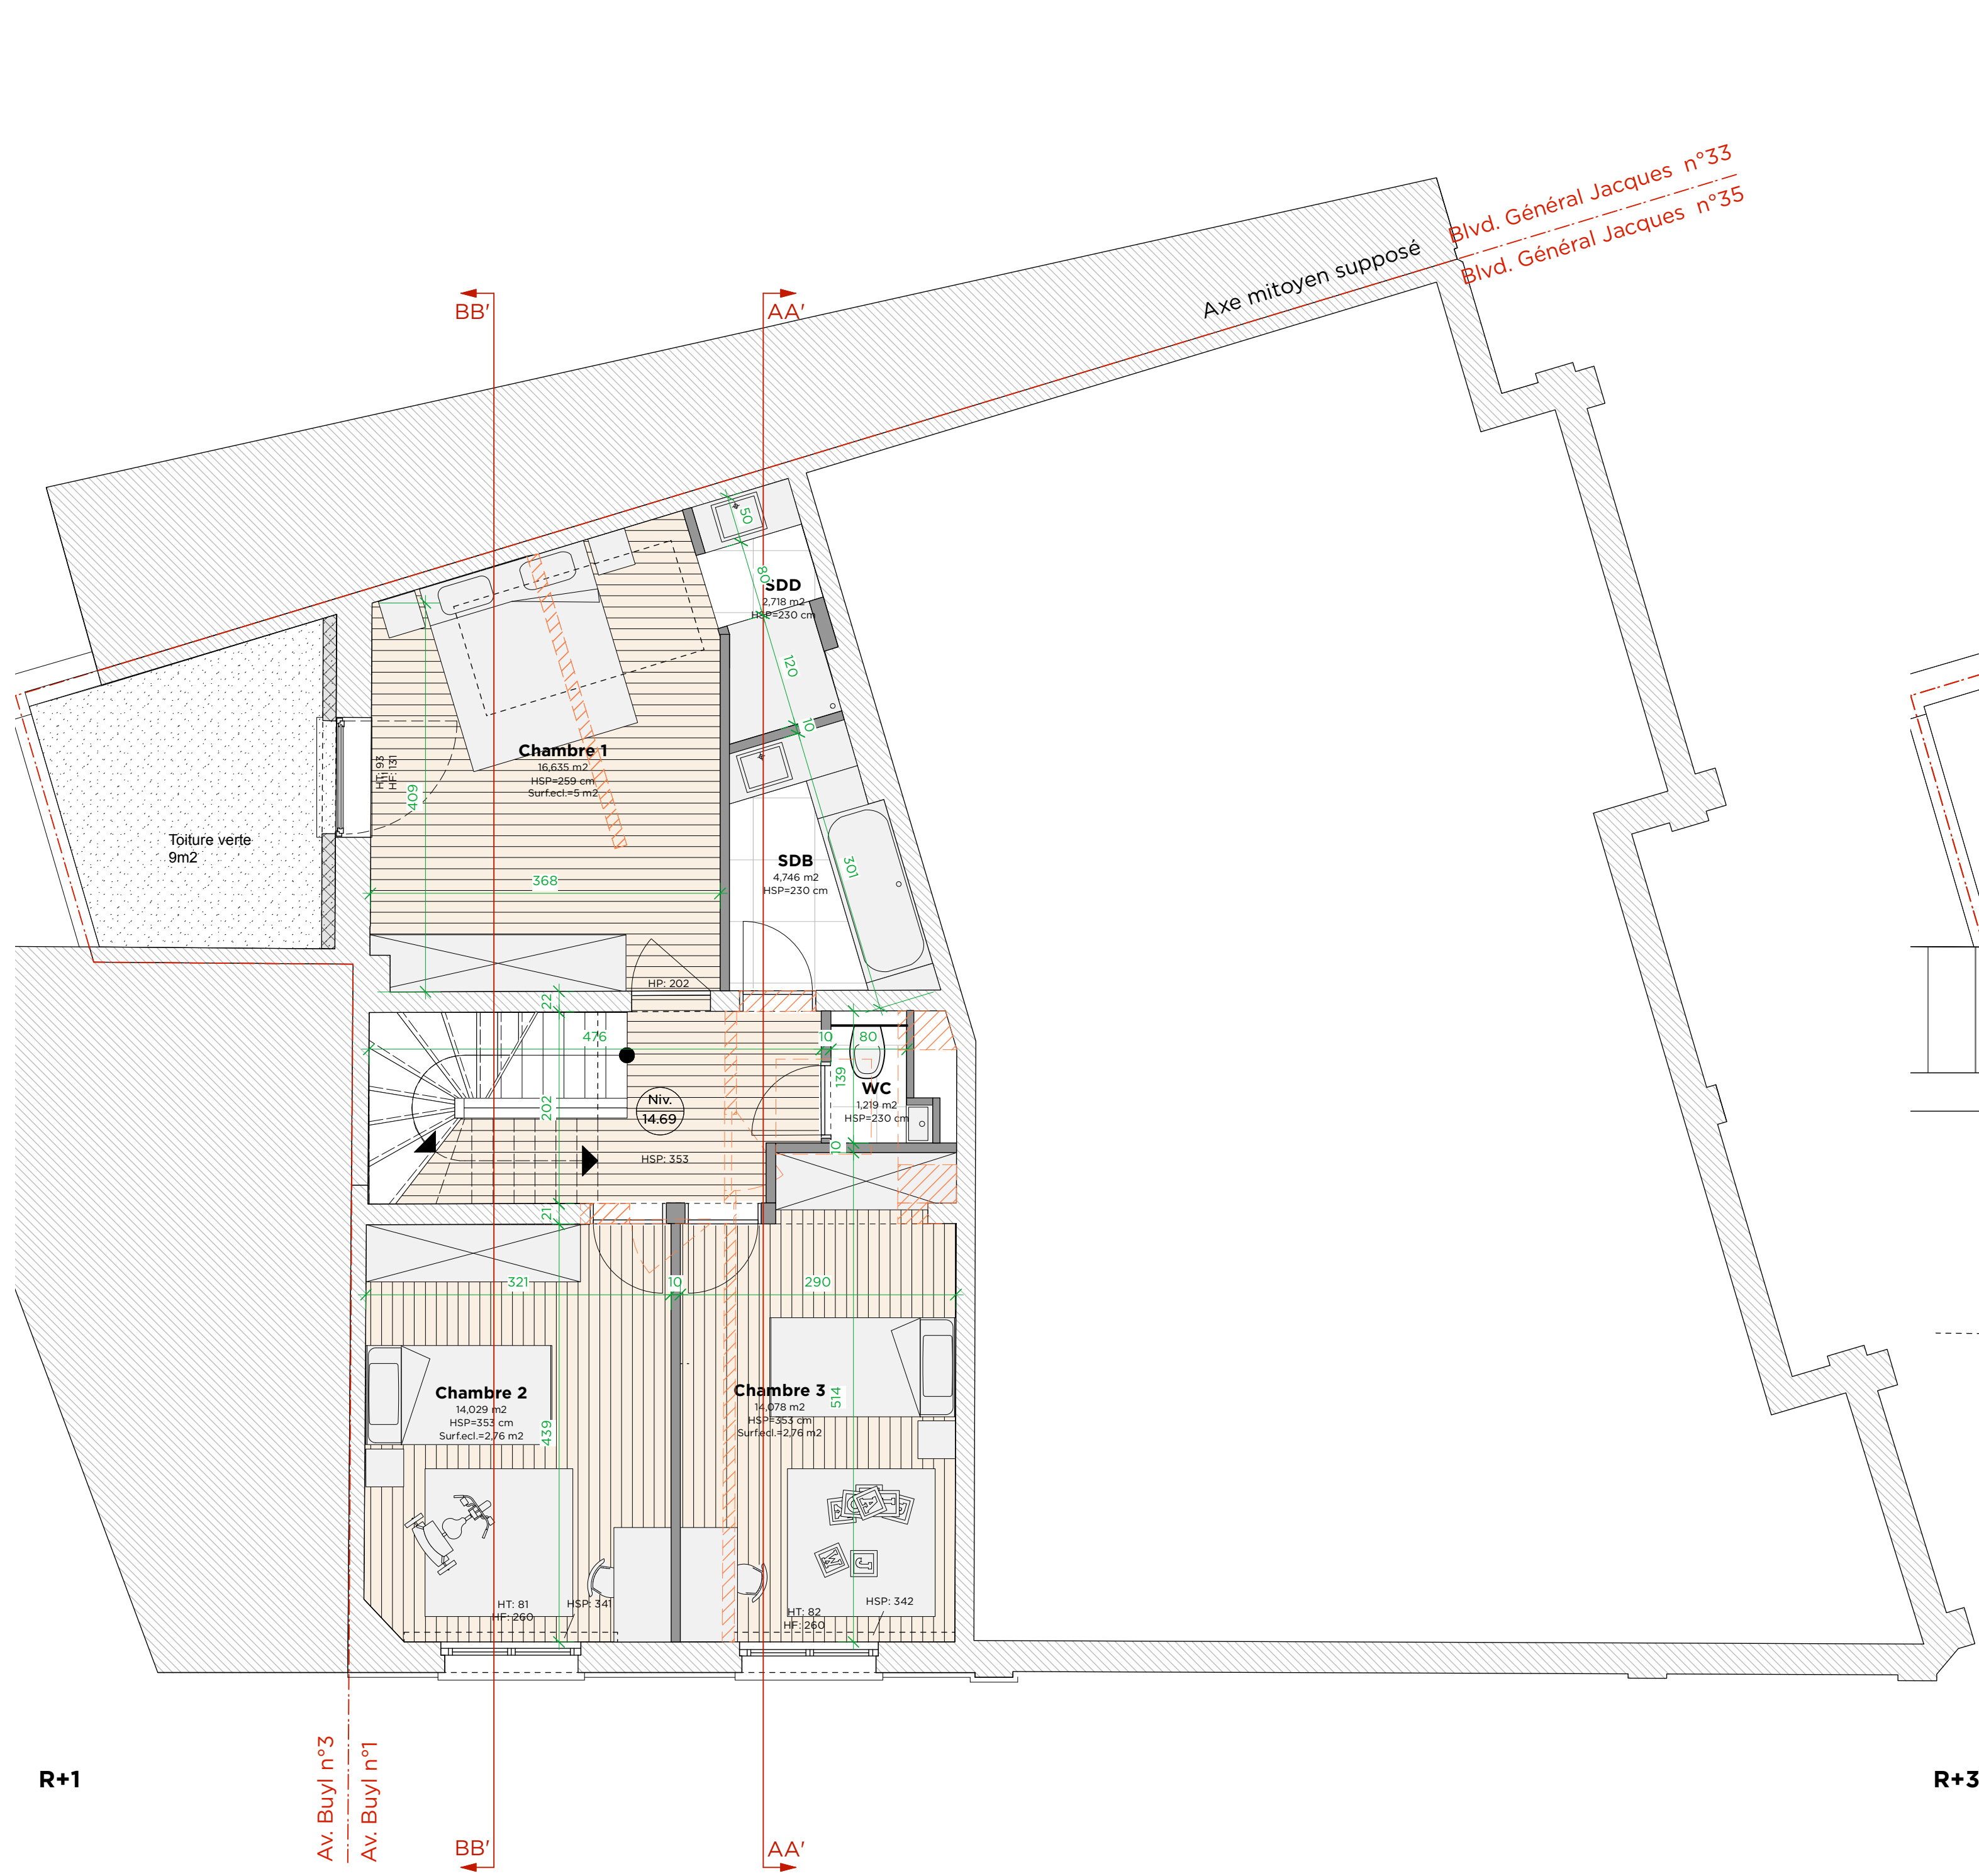 Blvd. Général Jacques n°33
Blvd. Général Jacques n°35
Axe mitoyen supposé
BB'
AA'
50
80
SDD
2,718 m2
HSP=230 cm
120
10
Chambre 1
16,635 m2
HSP=259 cm
Surf.ecl.=5 m2
HT: 93
HF: 131
409
Toiture verte
9m2
368
SDB
4,746 m2
HSP=230 cm
301
HP: 202
22
476
10
80
139
WC
1,219 m2
HSP=230 cm
Niv.
14.69
202
HSP: 353
10
21
321
10
290
Chambre 2
14,029 m2
HSP=353 cm
Surf.ecl.=2,76 m2
439
Chambre 3
14,078 m2
HSP=353 cm
Surf.ecl.=2,76 m2
514
A
W
J
HT: 81
HF: 260
HSP: 341
HT: 82
HF: 260
HSP: 342
Av. Buyl n°3
Av. Buyl n°1
R+1
R+3
BB'
AA'